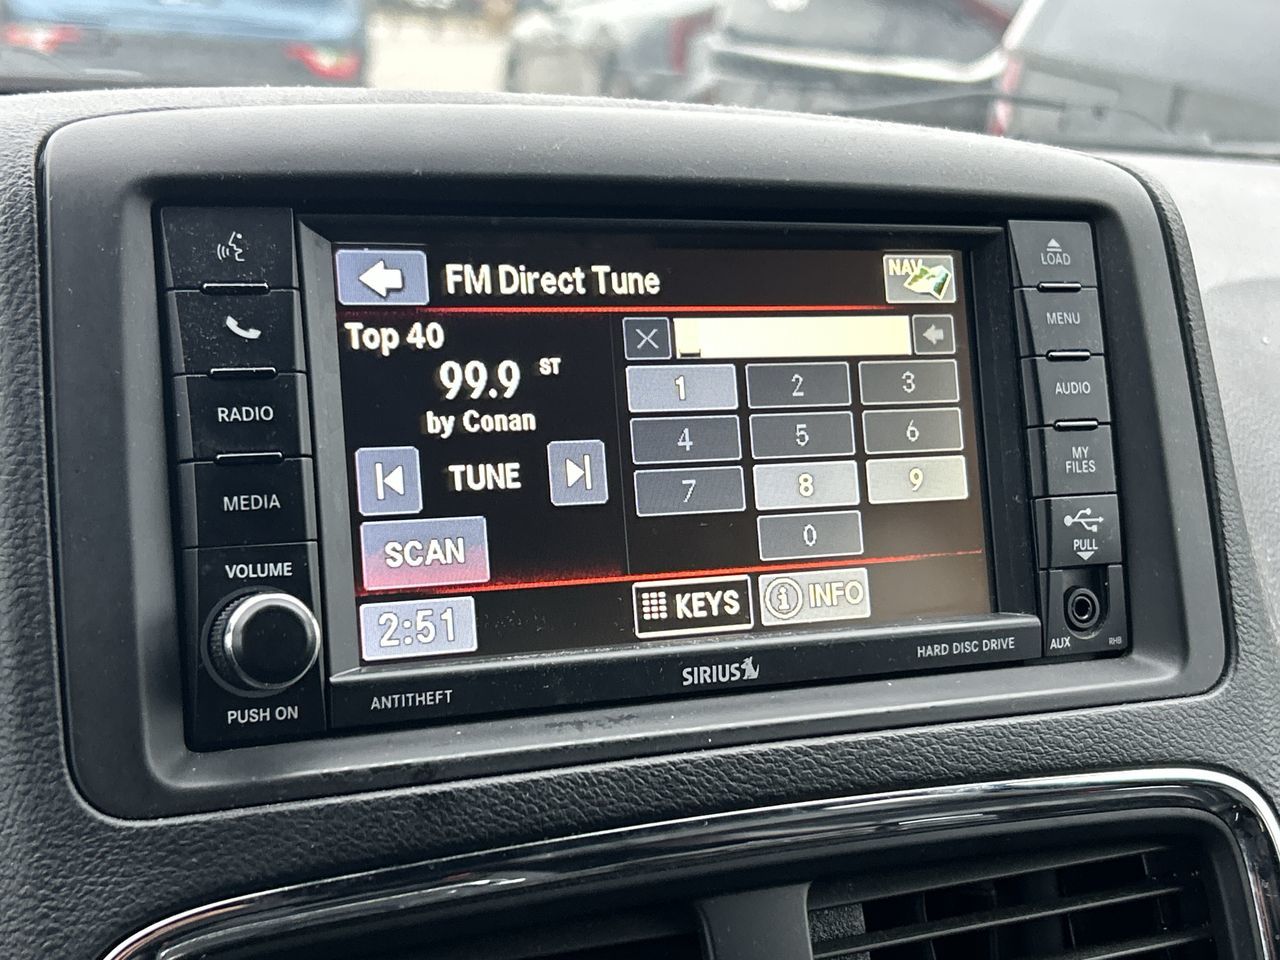 FM Direct Tune
NAV
Top 40
99.9 ST
by Conan
TUNE
SCAN
2:51
1 2 3
4 5 6
7 8 9
0
KEYS
INFO
RADIO
MEDIA
VOLUME
PUSH ON
ANTITHEFT
SIRIUS
HARD DISC DRIVE
LOAD
MENU
AUDIO
MY
FILES
PULL
AUX
RHB